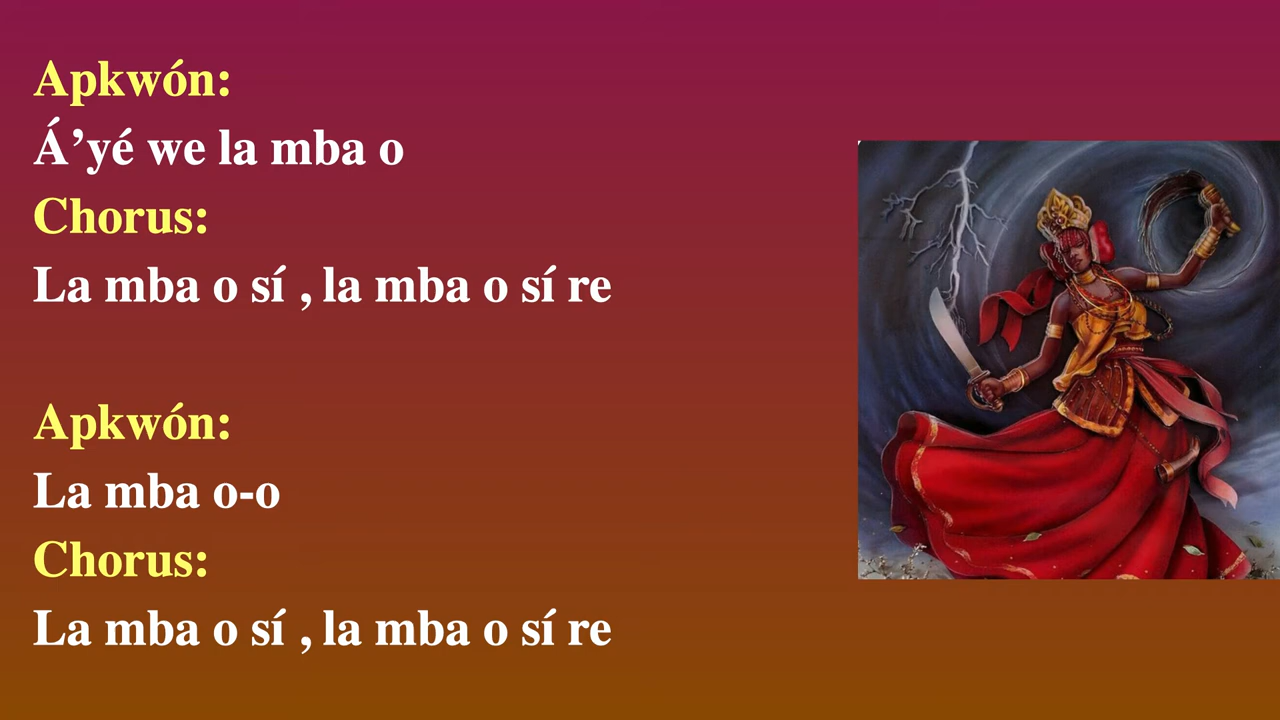 Apkwón:
Á’yé we la mba o
Chorus:
La mba o sí , la mba o sí re
Apkwón:
La mba o-o
Chorus:
La mba o sí , la mba o sí re